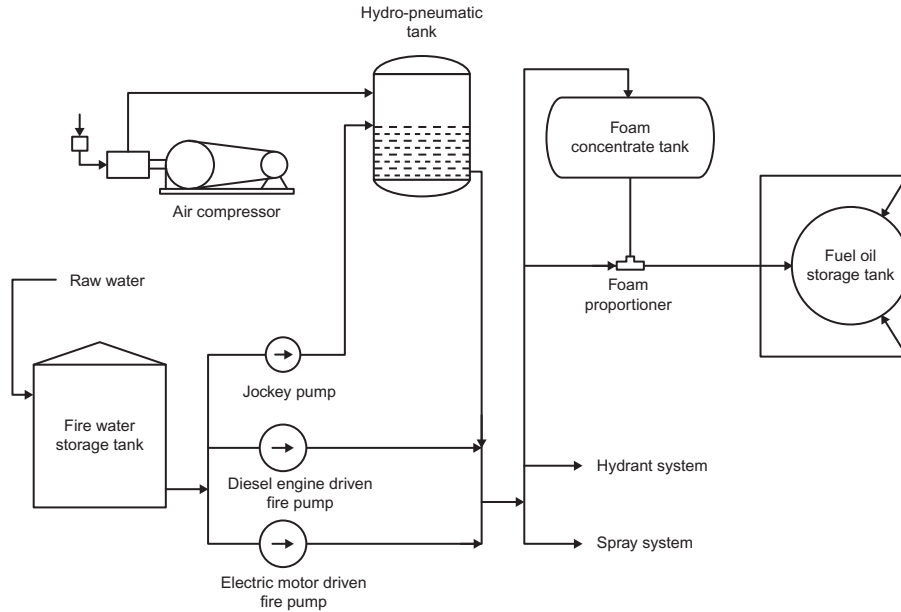 Hydro-pneumatic
tank
Foam
concentrate tank
Air compressor
Fuel oil
storage tank
Raw water
Foam
proportioner
Jockey pump
Fire water
storage tank
Hydrant system
Diesel engine driven
fire pump
Spray system
Electric motor driven
fire pump